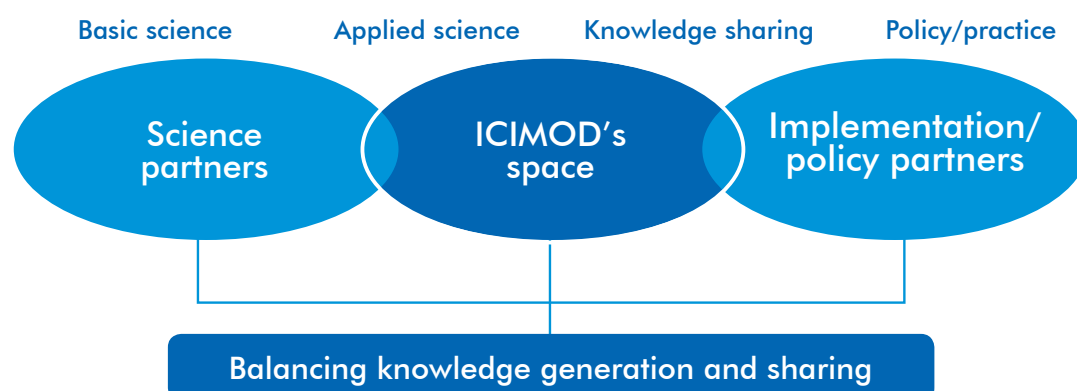 Basic science Applied science Knowledge sharing Policy/practice
Science
partners
ICIMOD's
space
Implementation/
policy partners
Balancing knowledge generation and sharing